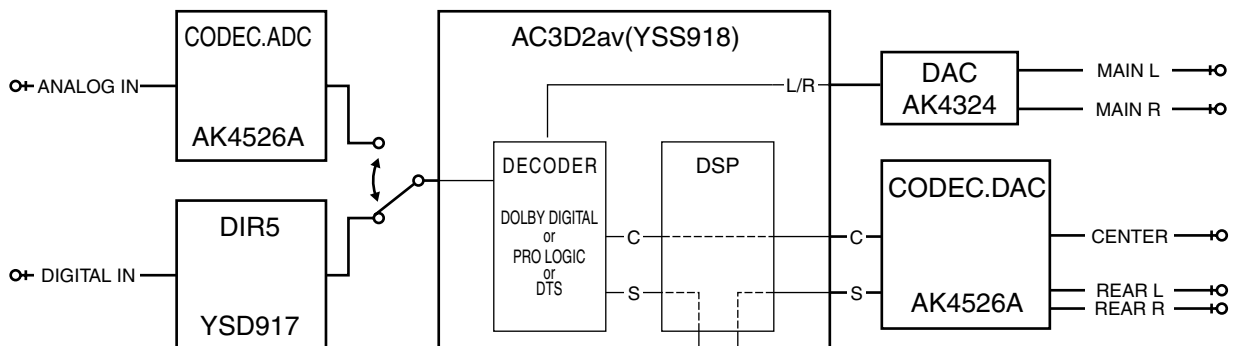 CODEC.ADC
AK4526A
ANALOG IN
DIR5
YSD917
DIGITAL IN
AC3D2av(YSS918)
L/R
DECODER
DOLBY DIGITAL
or
PRO LOGIC
or
DTS
DSP
C
S
C
S
DAC
AK4324
MAIN L
MAIN R
CODEC.DAC
AK4526A
CENTER
REAR L
REAR R